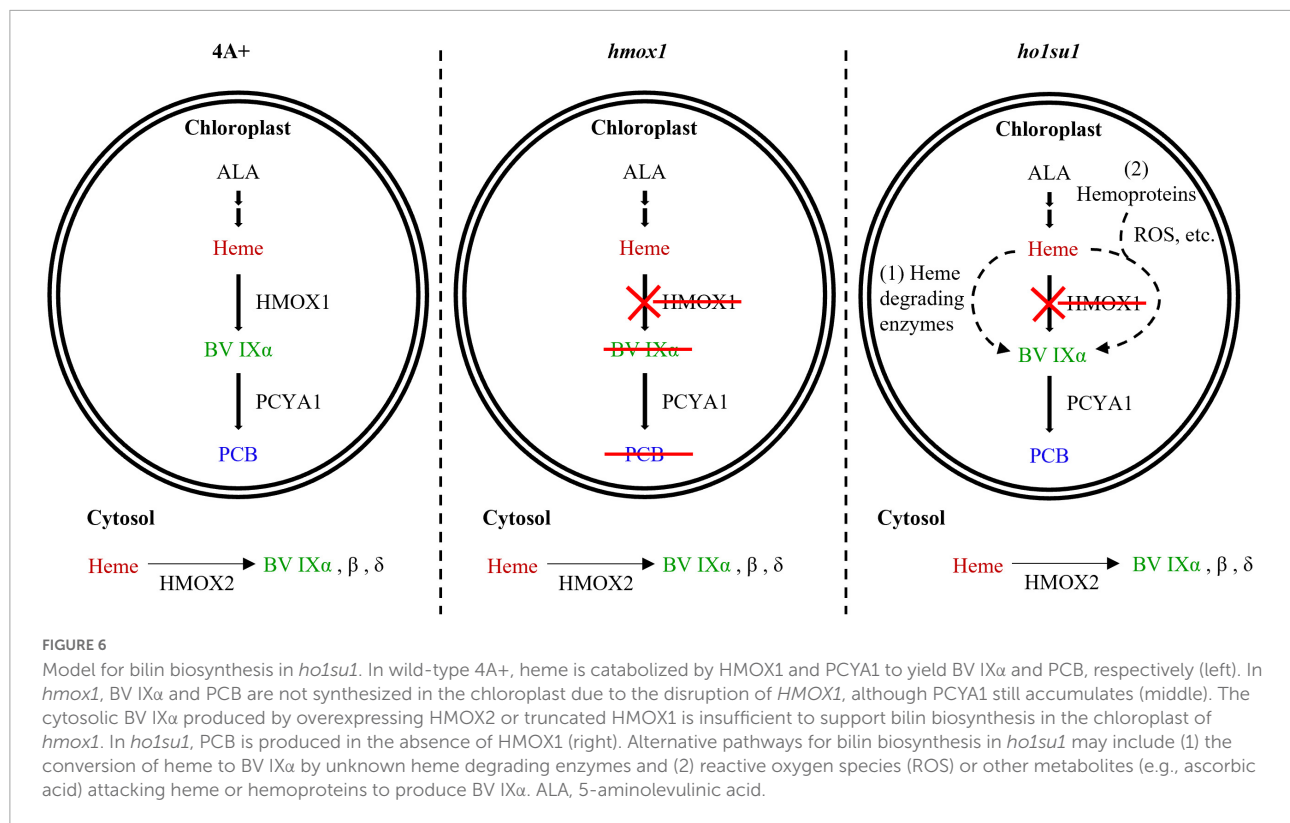 4A+
Chloroplast
ALA
Heme
HMOX1
BV IXα
PCYA1
PCB
Cytosol
Heme
HMOX2
BV IXα , β , δ
hmox1
Chloroplast
ALA
Heme
HMOX1
BV IXα
PCYA1
PCB
Cytosol
Heme
HMOX2
BV IXα , β , δ
ho1su1
Chloroplast
ALA
(2)
Hemoproteins
ROS, etc.
Heme
(1) Heme
degrading
enzymes
HMOX1
BV IXα
PCYA1
PCB
Cytosol
Heme
HMOX2
BV IXα , β , δ
FIGURE 6
Model for bilin biosynthesis in ho1su1. In wild-type 4A+, heme is catabolized by HMOX1 and PCYA1 to yield BV IXα and PCB, respectively (left). In
hmox1, BV IXα and PCB are not synthesized in the chloroplast due to the disruption of HMOX1, although PCYA1 still accumulates (middle). The
cytosolic BV IXα produced by overexpressing HMOX2 or truncated HMOX1 is insufficient to support bilin biosynthesis in the chloroplast of
hmox1. In ho1su1, PCB is produced in the absence of HMOX1 (right). Alternative pathways for bilin biosynthesis in ho1su1 may include (1) the
conversion of heme to BV IXα by unknown heme degrading enzymes and (2) reactive oxygen species (ROS) or other metabolites (e.g., ascorbic
acid) attacking heme or hemoproteins to produce BV IXα. ALA, 5-aminolevulinic acid.